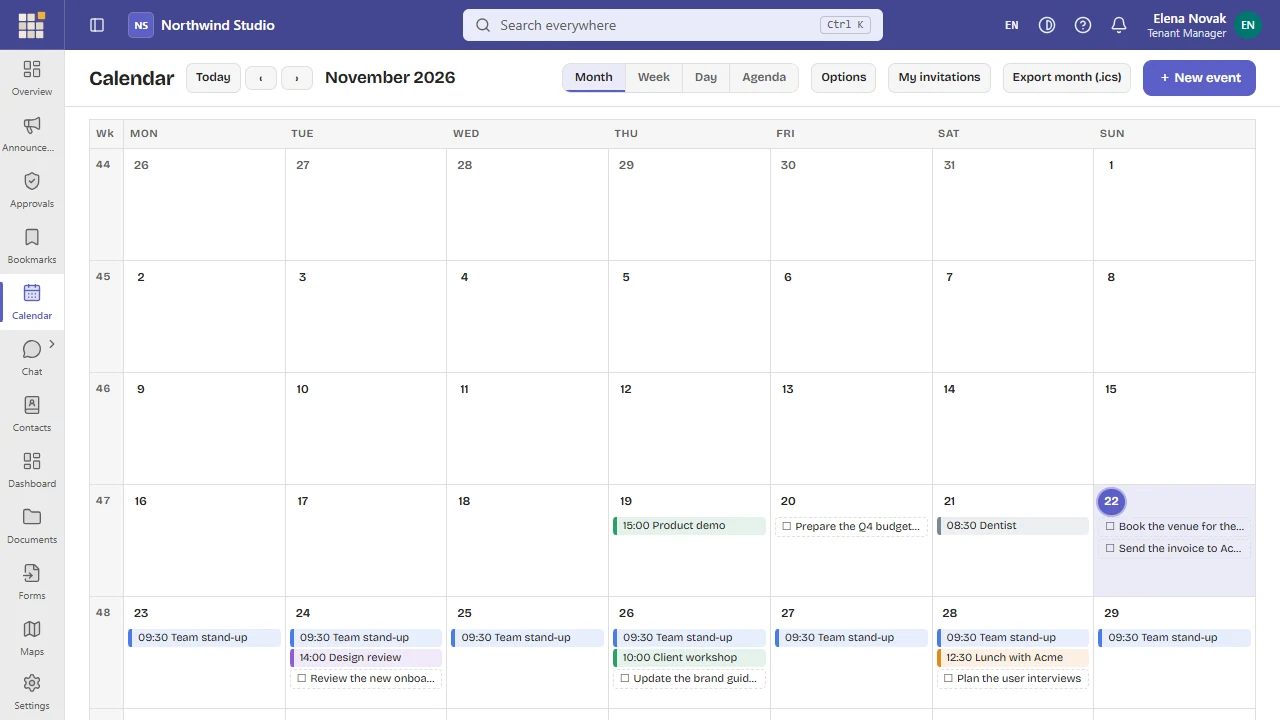 NS Northwind Studio Search everywhere Ctrl K EN Elena Novak
Tenant Manager EN
Overview
Announce...
Approvals
Bookmarks
Calendar
Chat
Contacts
Dashboard
Documents
Forms
Maps
Settings
Calendar Today ‹ › November 2026 Month Week Day Agenda Options My invitations Export month (.ics) + New event
Wk MON TUE WED THU FRI SAT SUN
44 26 27 28 29 30 31 1
45 2 3 4 5 6 7 8
46 9 10 11 12 13 14 15
47 16 17 18 19 20 21 22
15:00 Product demo ☐ Prepare the Q4 budget... 08:30 Dentist ☐ Book the venue for the...
☐ Send the invoice to Ac...
48 23 24 25 26 27 28 29
09:30 Team stand-up 09:30 Team stand-up 09:30 Team stand-up 09:30 Team stand-up 09:30 Team stand-up 09:30 Team stand-up 09:30 Team stand-up
14:00 Design review 10:00 Client workshop 12:30 Lunch with Acme
☐ Review the new onboa... ☐ Update the brand guid... ☐ Plan the user interviews